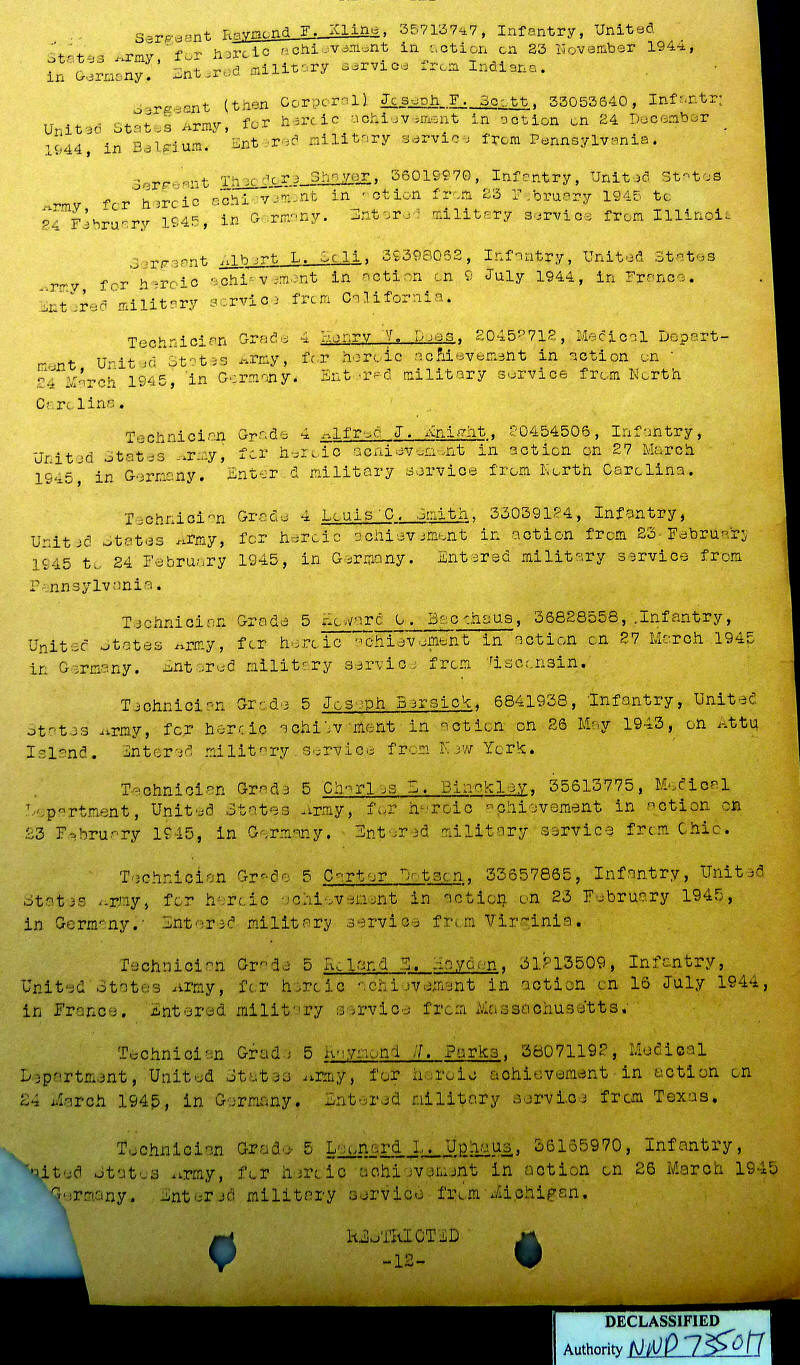 Sergeant Raymond F. Kline, 35713747, Infantry, United
States Army, for heroic achievement in action on 23 November 1944,
in Germany. Entered military service from Indiana.
Sergeant (then Corporal) Joseph F. Scott, 33053640, Infantry
United States Army, for heroic achievement in action on 24 December
1944, in Belgium. Entered military service from Pennsylvania.
Sergeant Theodore Shayer, 36019970, Infantry, United States
Army, for heroic achievement in action from 23 February 1945 to
24 February 1945, in Germany. Entered military service from Illinois
Sergeant Albert L. Seli, 39398062, Infantry, United States
Army, for heroic achievement in action on 9 July 1944, in France.
Entered military service from California.
Technician Grade 4 Henry V. Dees, 20452712, Medical Depart-
ment, United States Army, for heroic achievement in action on
24 March 1945, in Germany. Entered military service from North
Carolina.
Technician Grade 4 Alfred J. Knight, 20454506, Infantry,
United States Army, for heroic achievement in action on 27 March
1945, in Germany. Entered military service from North Carolina.
Technician Grade 4 Louis C. Smith, 33039124, Infantry,
United States Army, for heroic achievement in action from 23 February
1945 to 24 February 1945, in Germany. Entered military service from
Pennsylvania.
Technician Grade 5 Howard O. Bacchaus, 36828558, Infantry,
United States Army, for heroic achievement in action on 27 March 1945
in Germany. Entered military service from Wisconsin.
Technician Grade 5 Joseph Bersick, 6841938, Infantry, United
States Army, for heroic achievement in action on 26 May 1943, on Attu
Island. Entered military service from New York.
Technician Grade 5 Charles E. Binckley, 35613775, Medical
Department, United States Army, for heroic achievement in action on
23 February 1945, in Germany. Entered military service from Ohio.
Technician Grade 5 Carter Dotson, 33657865, Infantry, United
States Army, for heroic achievement in action on 23 February 1945,
in Germany. Entered military service from Virginia.
Technician Grade 5 Roland E. Hayden, 31213509, Infantry,
United States Army, for heroic achievement in action on 16 July 1944,
in France. Entered military service from Massachusetts.
Technician Grade 5 Raymond W. Parks, 38071192, Medical
Department, United States Army, for heroic achievement in action on
24 March 1945, in Germany. Entered military service from Texas.
Technician Grade 5 Leonard L. Uphaus, 36165970, Infantry,
United States Army, for heroic achievement in action on 26 March 1945
Germany. Entered military service from Michigan.
RESTRICTED
-12-
DECLASSIFIED
Authority NND 735017